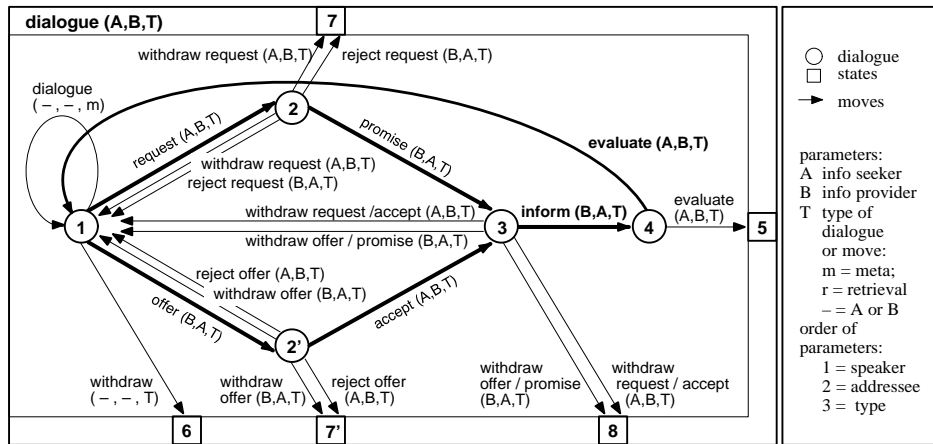 dialogue (A,B,T)
7
withdraw request (A,B,T)
reject request (B,A,T)
dialogue
(–, –, m)
2
request (A,B,T)
promise
(B,A,T)
evaluate (A,B,T)
withdraw request (A,B,T)
reject request (B,A,T)
withdraw request /accept (A,B,T)
1
3
inform (B,A,T)
4
evaluate
(A,B,T)
5
withdraw offer / promise (B,A,T)
reject offer (A,B,T)
withdraw offer (B,A,T)
offer (B,A,T)
accept (A,B,T)
2'
withdraw
(–, –, T)
withdraw
offer (B,A,T)
reject offer
(A,B,T)
withdraw
offer / promise
(B,A,T)
withdraw
request / accept
(A,B,T)
6
7'
8
dialogue
states
moves
parameters:
A info seeker
B info provider
T type of
dialogue
or move:
m = meta;
r = retrieval
– = A or B
order of
parameters:
1 = speaker
2 = addressee
3 = type